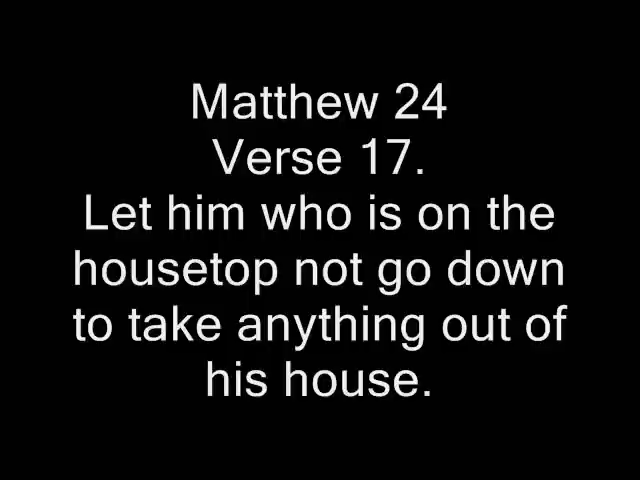 Matthew 24
Verse 17.
Let him who is on the
housetop not go down
to take anything out of
his house.